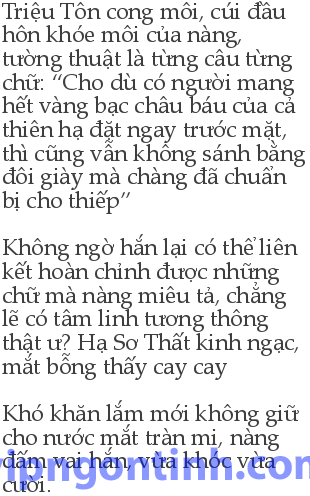 Triệu Tôn cong môi, cúi đầu
hôn khóe môi của nàng,
tường thuật là từng câu từng
chữ: “Cho dù có người mang
hết vàng bạc châu báu của cả
thiên hạ đặt ngay trước mặt,
thì cũng vẫn không sánh bằng
đôi giày mà chàng đã chuẩn
bị cho thiếp”
Không ngờ hắn lại có thể liên
kết hoàn chỉnh được những
chữ mà nàng miêu tả, chẳng
lẽ có tâm linh tương thông
thật ư? Hạ Sơ Thất kinh ngạc,
mắt bỗng thấy cay cay
Khó khăn lắm mới không giữ
cho nước mắt tràn mi, nàng
đấm vai hắn, vừa khóc vừa
cười.
vipngontinh.com